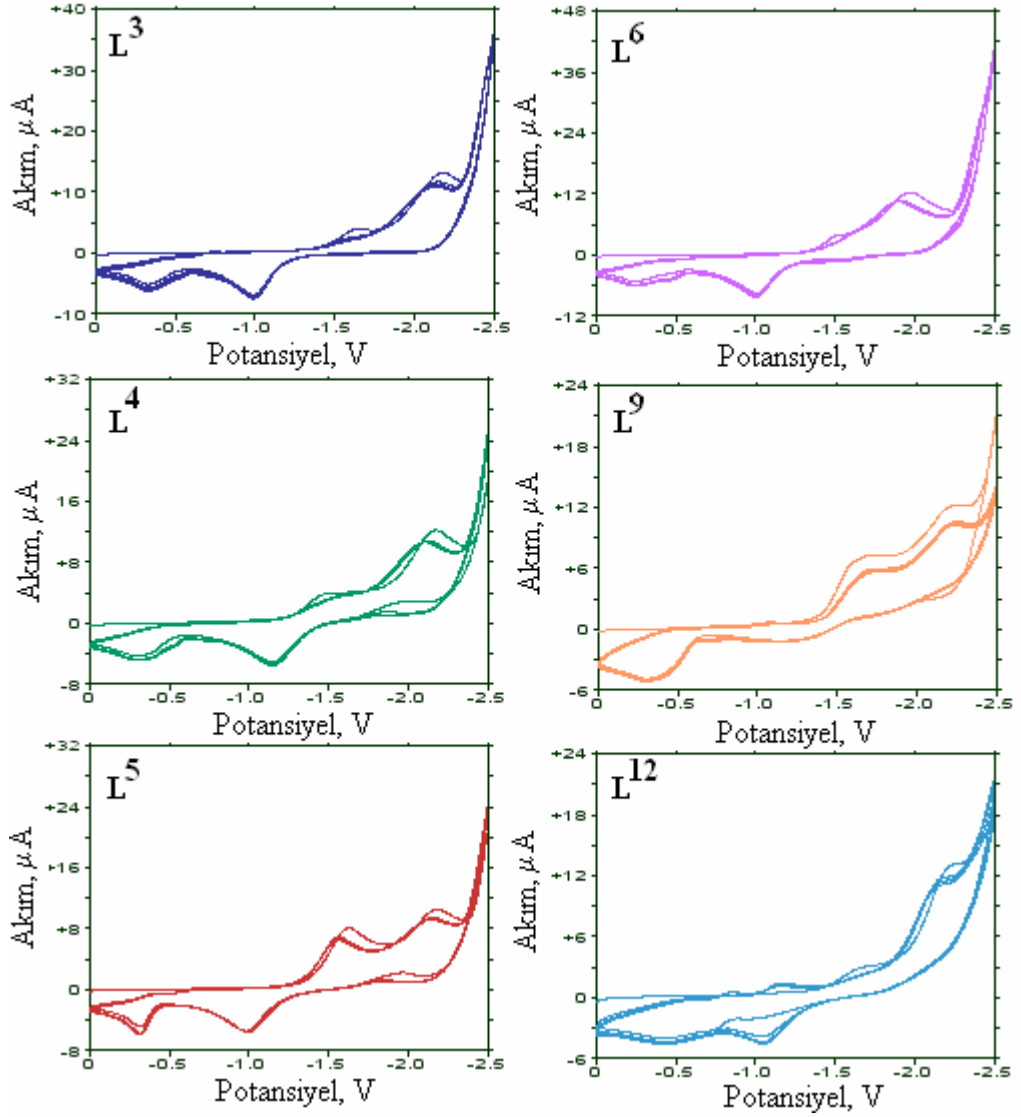 L³
+40
+30
+20
+10
0
-10
0 -0.5 -1.0 -1.5 -2.0 -2.5
Akım, µA
Potansiyel, V
L⁶
+48
+36
+24
+12
0
-12
0 -0.5 -1.0 -1.5 -2.0 -2.5
Akım, µA
Potansiyel, V
L⁴
+32
+24
16
+8
0
-8
0 -0.5 -1.0 -1.5 -2.0 -2.5
Akım, µA
Potansiyel, V
L⁹
+24
+18
+12
+6
0
-6
0 -0.5 -1.0 -1.5 -2.0 -2.5
Akım, µA
Potansiyel, V
L⁵
+32
+24
+16
+8
0
-8
0 -0.5 -1.0 -1.5 -2.0 -2.5
Akım, µA
Potansiyel, V
L¹²
+24
+18
+12
+6
0
-6
0 -0.5 -1.0 -1.5 -2.0 -2.5
Akım, µA
Potansiyel, V